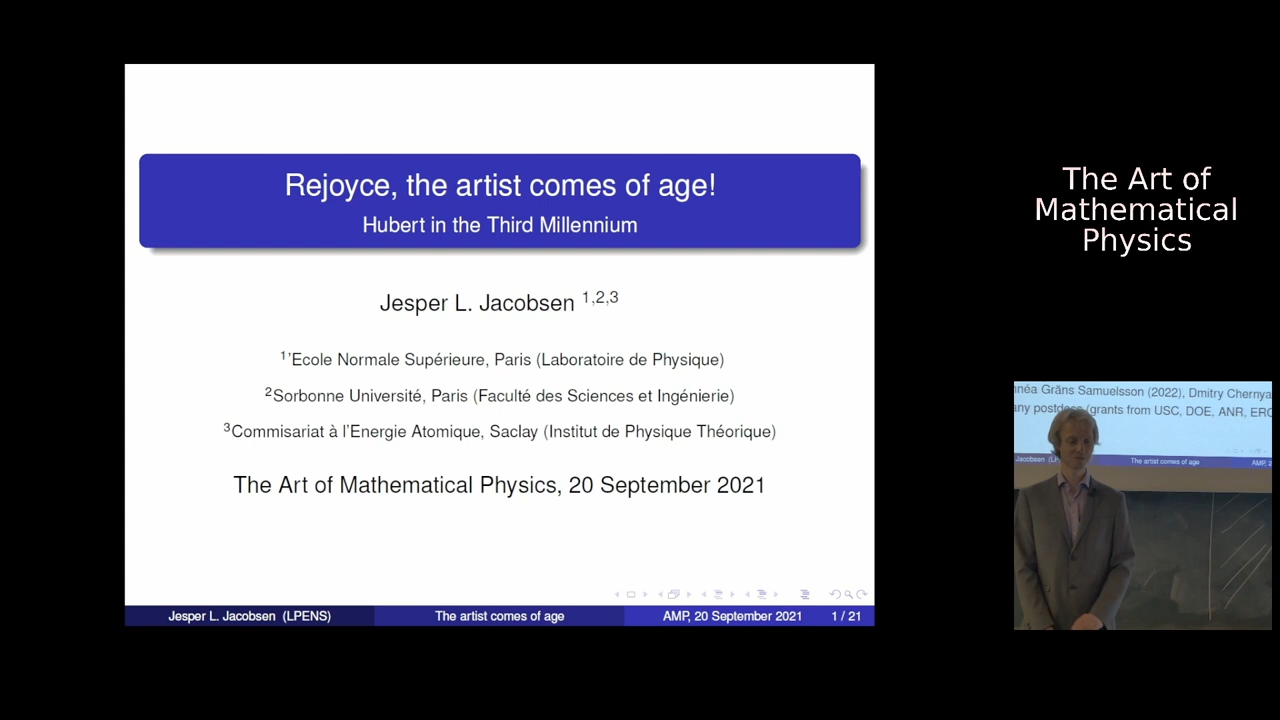 Rejoyce, the artist comes of age!
Hubert in the Third Millennium
Jesper L. Jacobsen 1,2,3
1'Ecole Normale Supérieure, Paris (Laboratoire de Physique)
2Sorbonne Université, Paris (Faculté des Sciences et Ingénierie)
3Commisariat à l'Energie Atomique, Saclay (Institut de Physique Théorique)
The Art of Mathematical Physics, 20 September 2021
Jesper L. Jacobsen (LPENS) The artist comes of age AMP, 20 September 2021 1 / 21
The Art of
Mathematical
Physics
nnéa Gräns Samuelsson (2022), Dmitry Chernya
any postdocs (grants from USC, DOE, ANR, ERC
Jacobsen (LP The artist comes of age AMP, 2